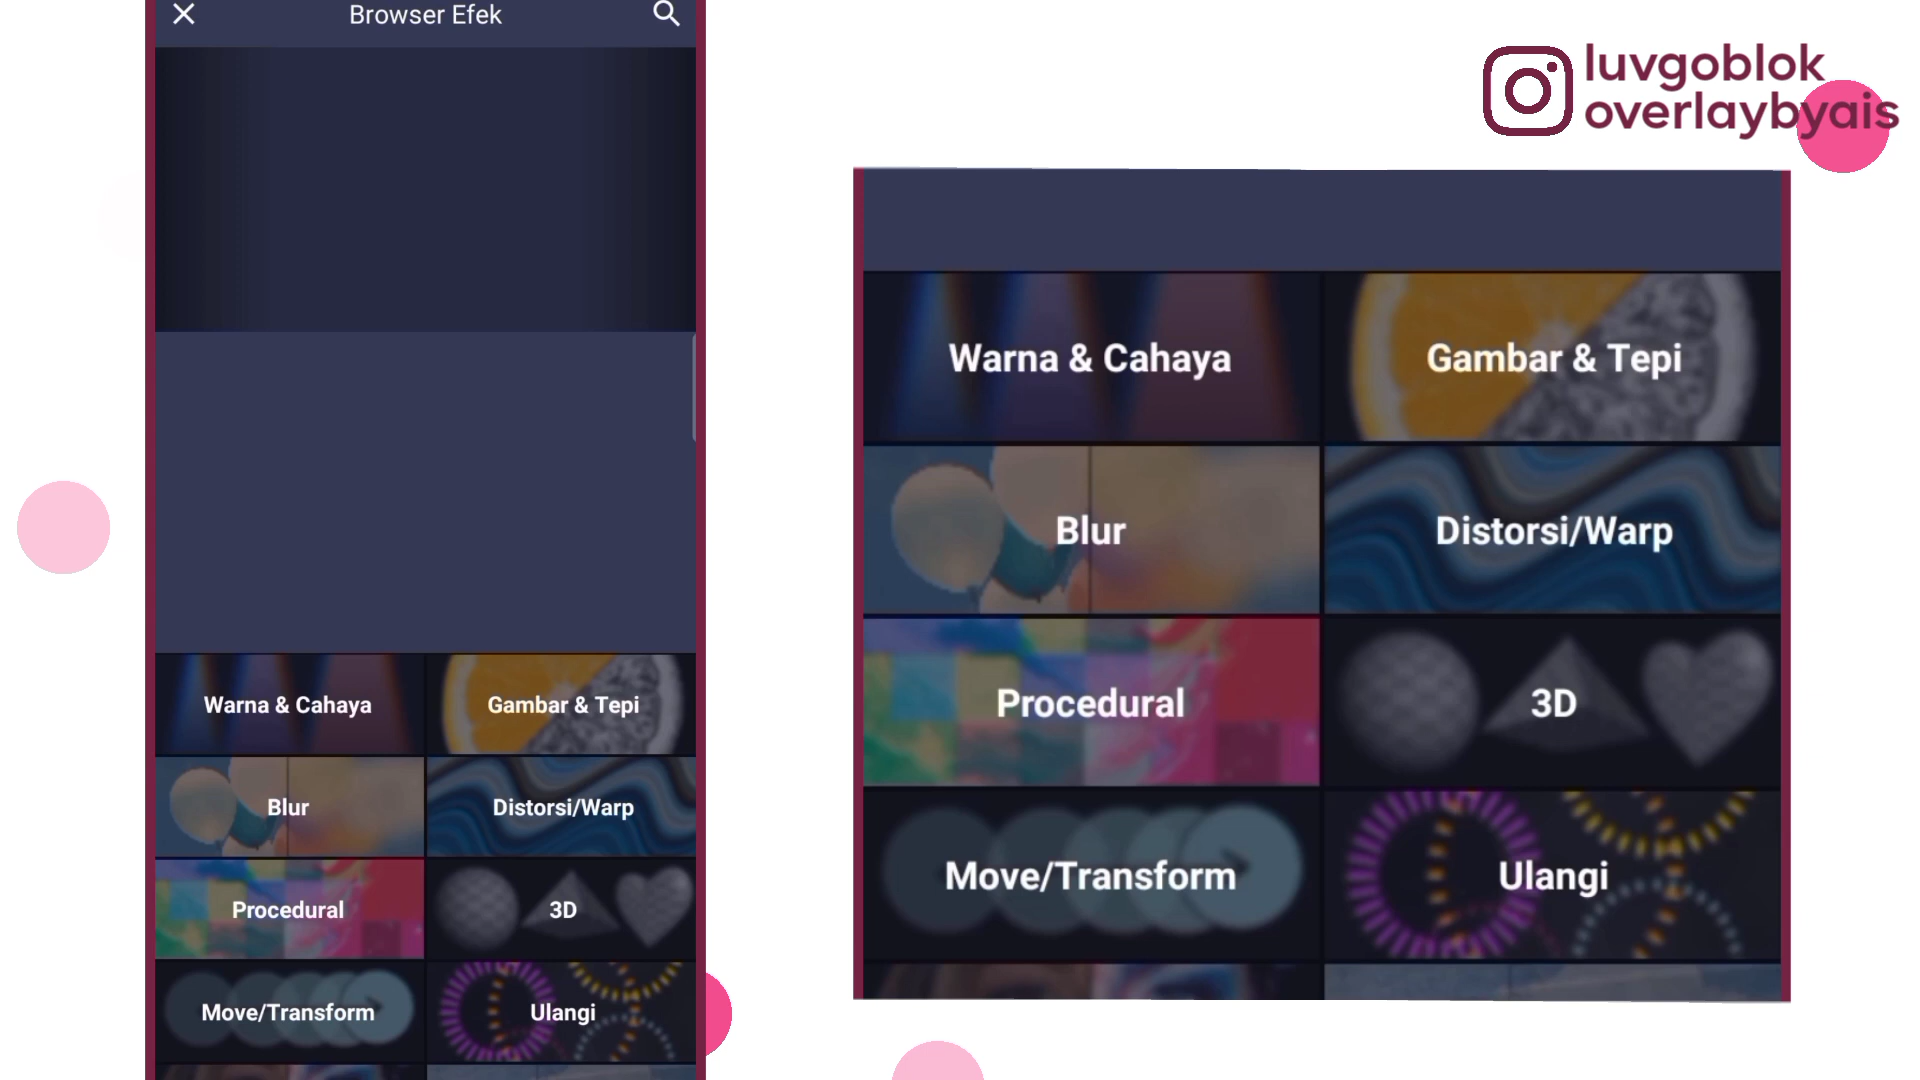 Browser Efek
Warna & Cahaya
Gambar & Tepi
Blur
Distorsi/Warp
Procedural
3D
Move/Transform
Ulangi
luvgoblok
overlaybyais
Warna & Cahaya
Gambar & Tepi
Blur
Distorsi/Warp
Procedural
3D
Move/Transform
Ulangi